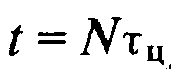 t = Nτц.